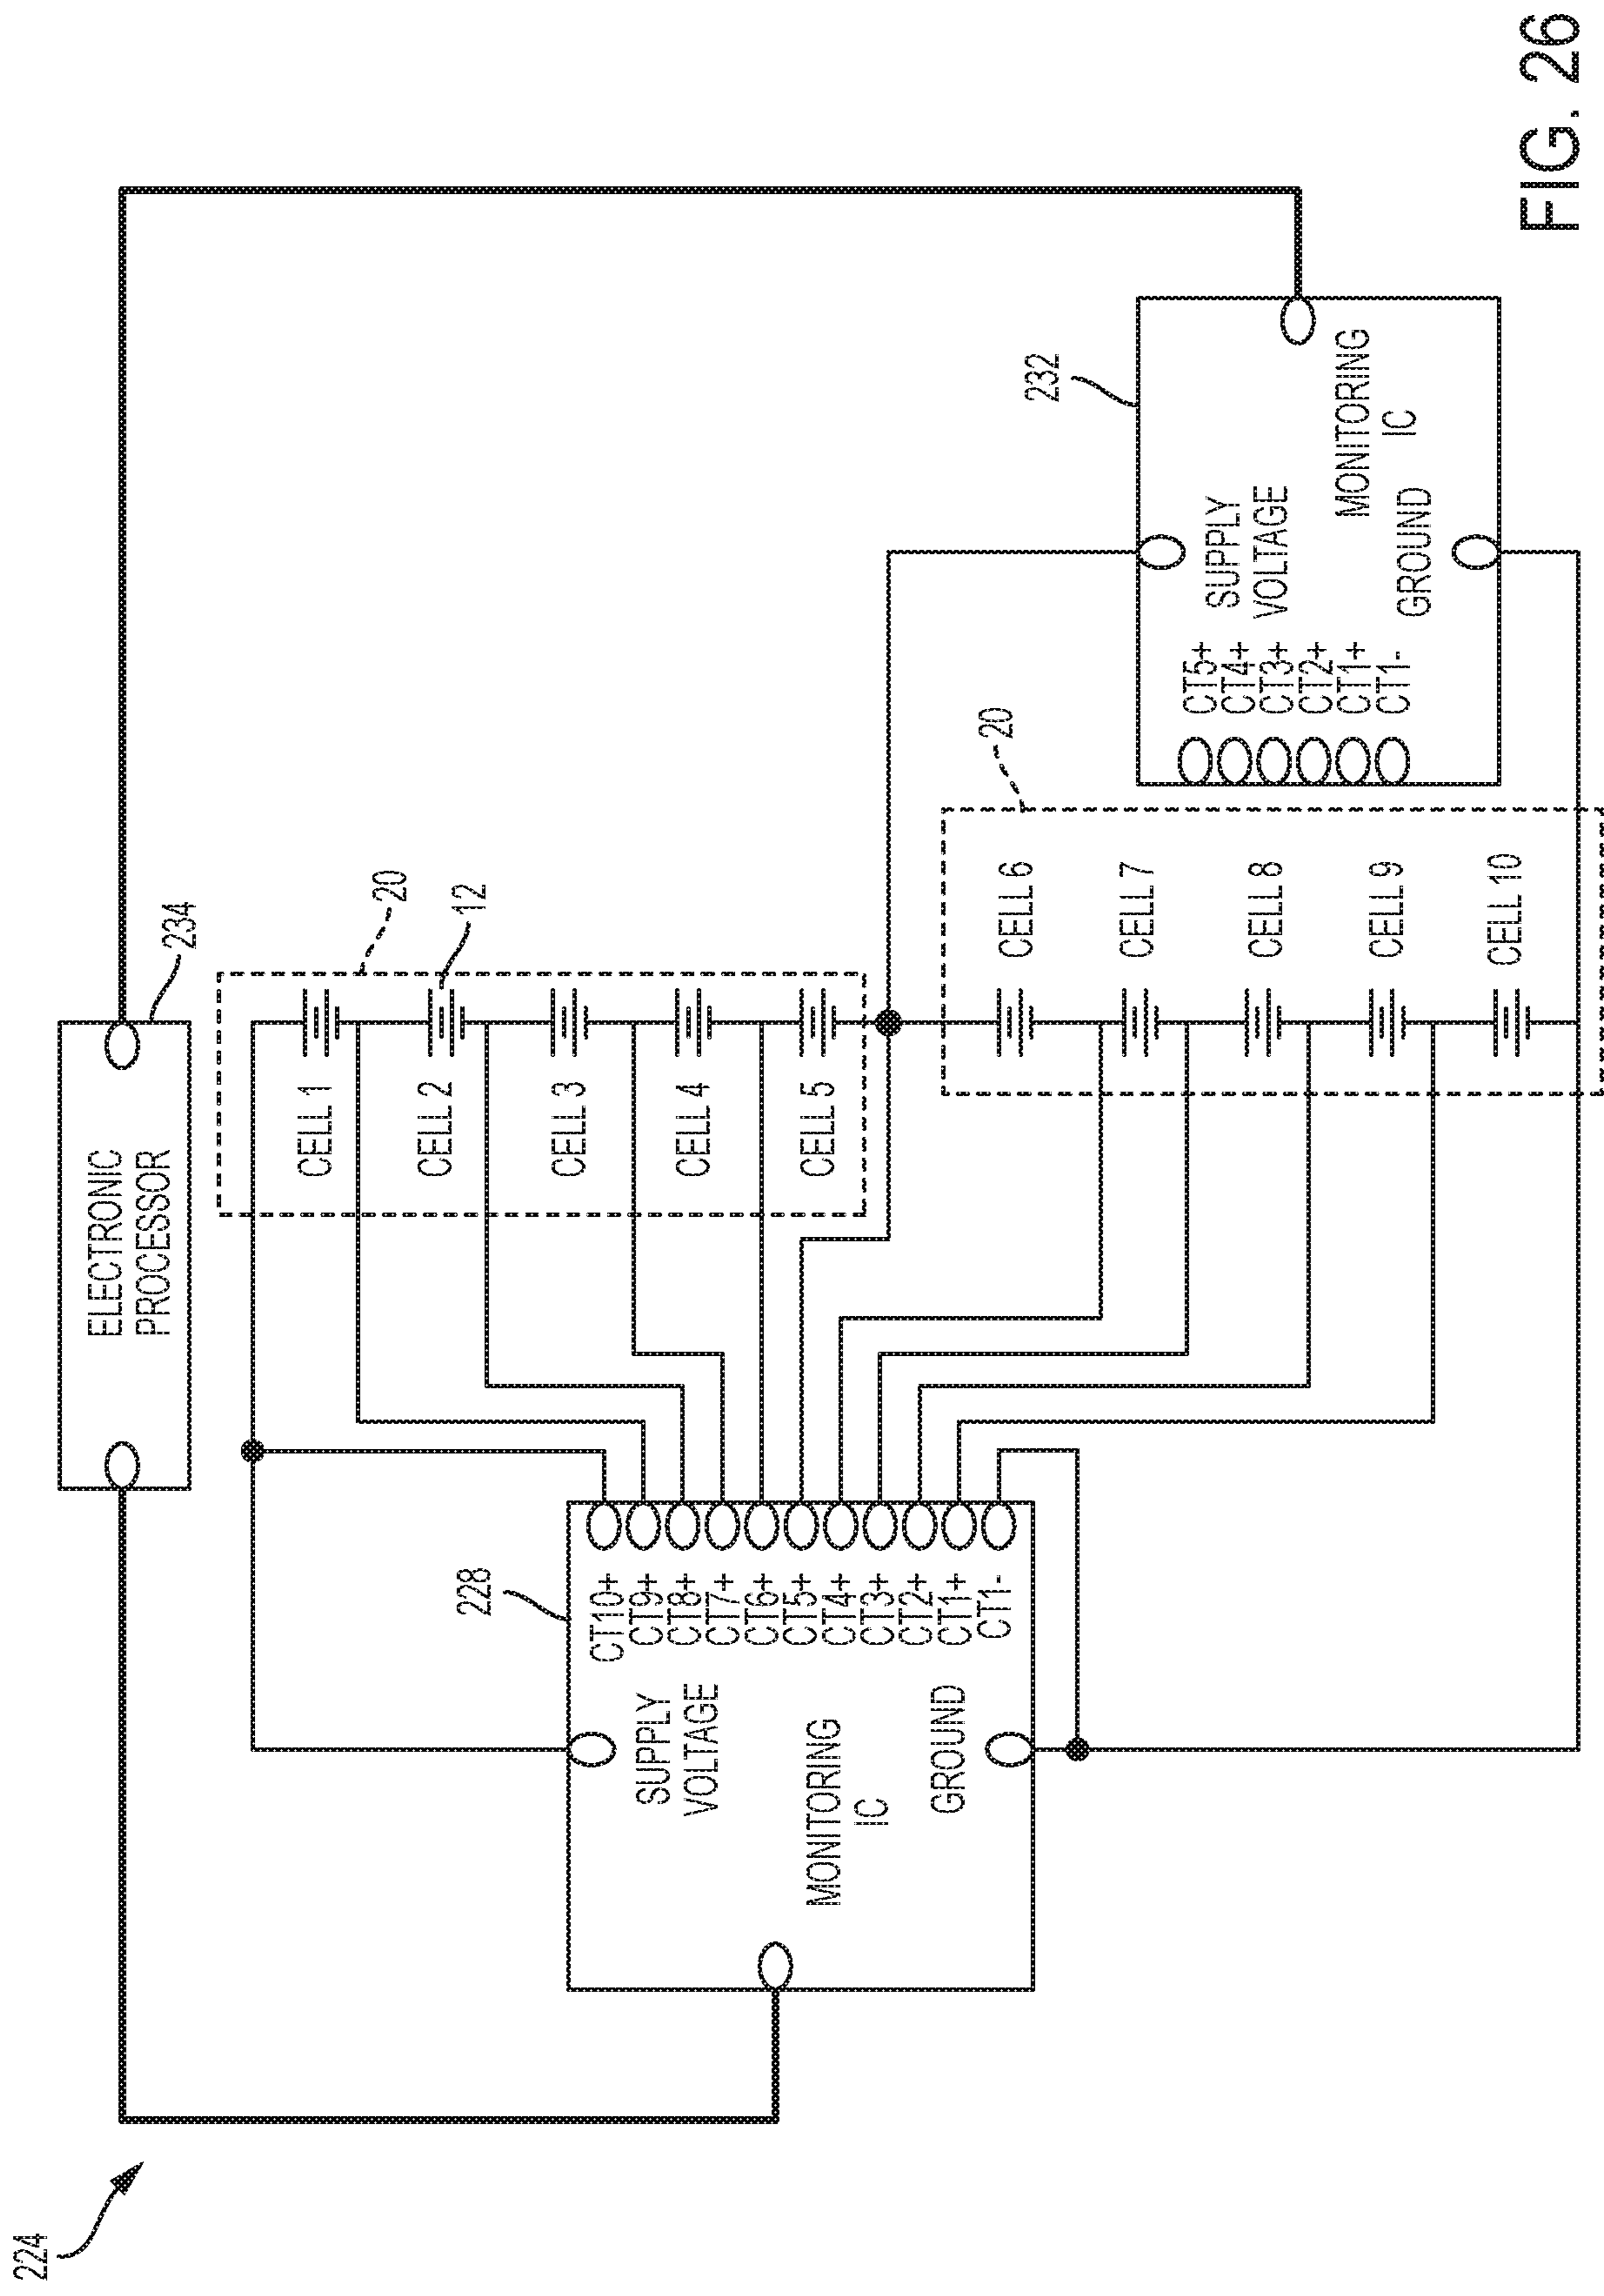 224
ELECTRONIC
PROCESSOR
234
20
12
CELL 1
CELL 2
CELL 3
CELL 4
CELL 5
228
SUPPLY
VOLTAGE
MONITORING
IC
GROUND
CT10+
CT9+
CT8+
CT7+
CT6+
CT5+
CT4+
CT3+
CT2+
CT1+
CT1-
20
CELL 6
CELL 7
CELL 8
CELL 9
CELL 10
232
CT5+
CT4+
CT3+
CT2+
CT1+
CT1-
SUPPLY
VOLTAGE
MONITORING
IC
GROUND
FIG. 26